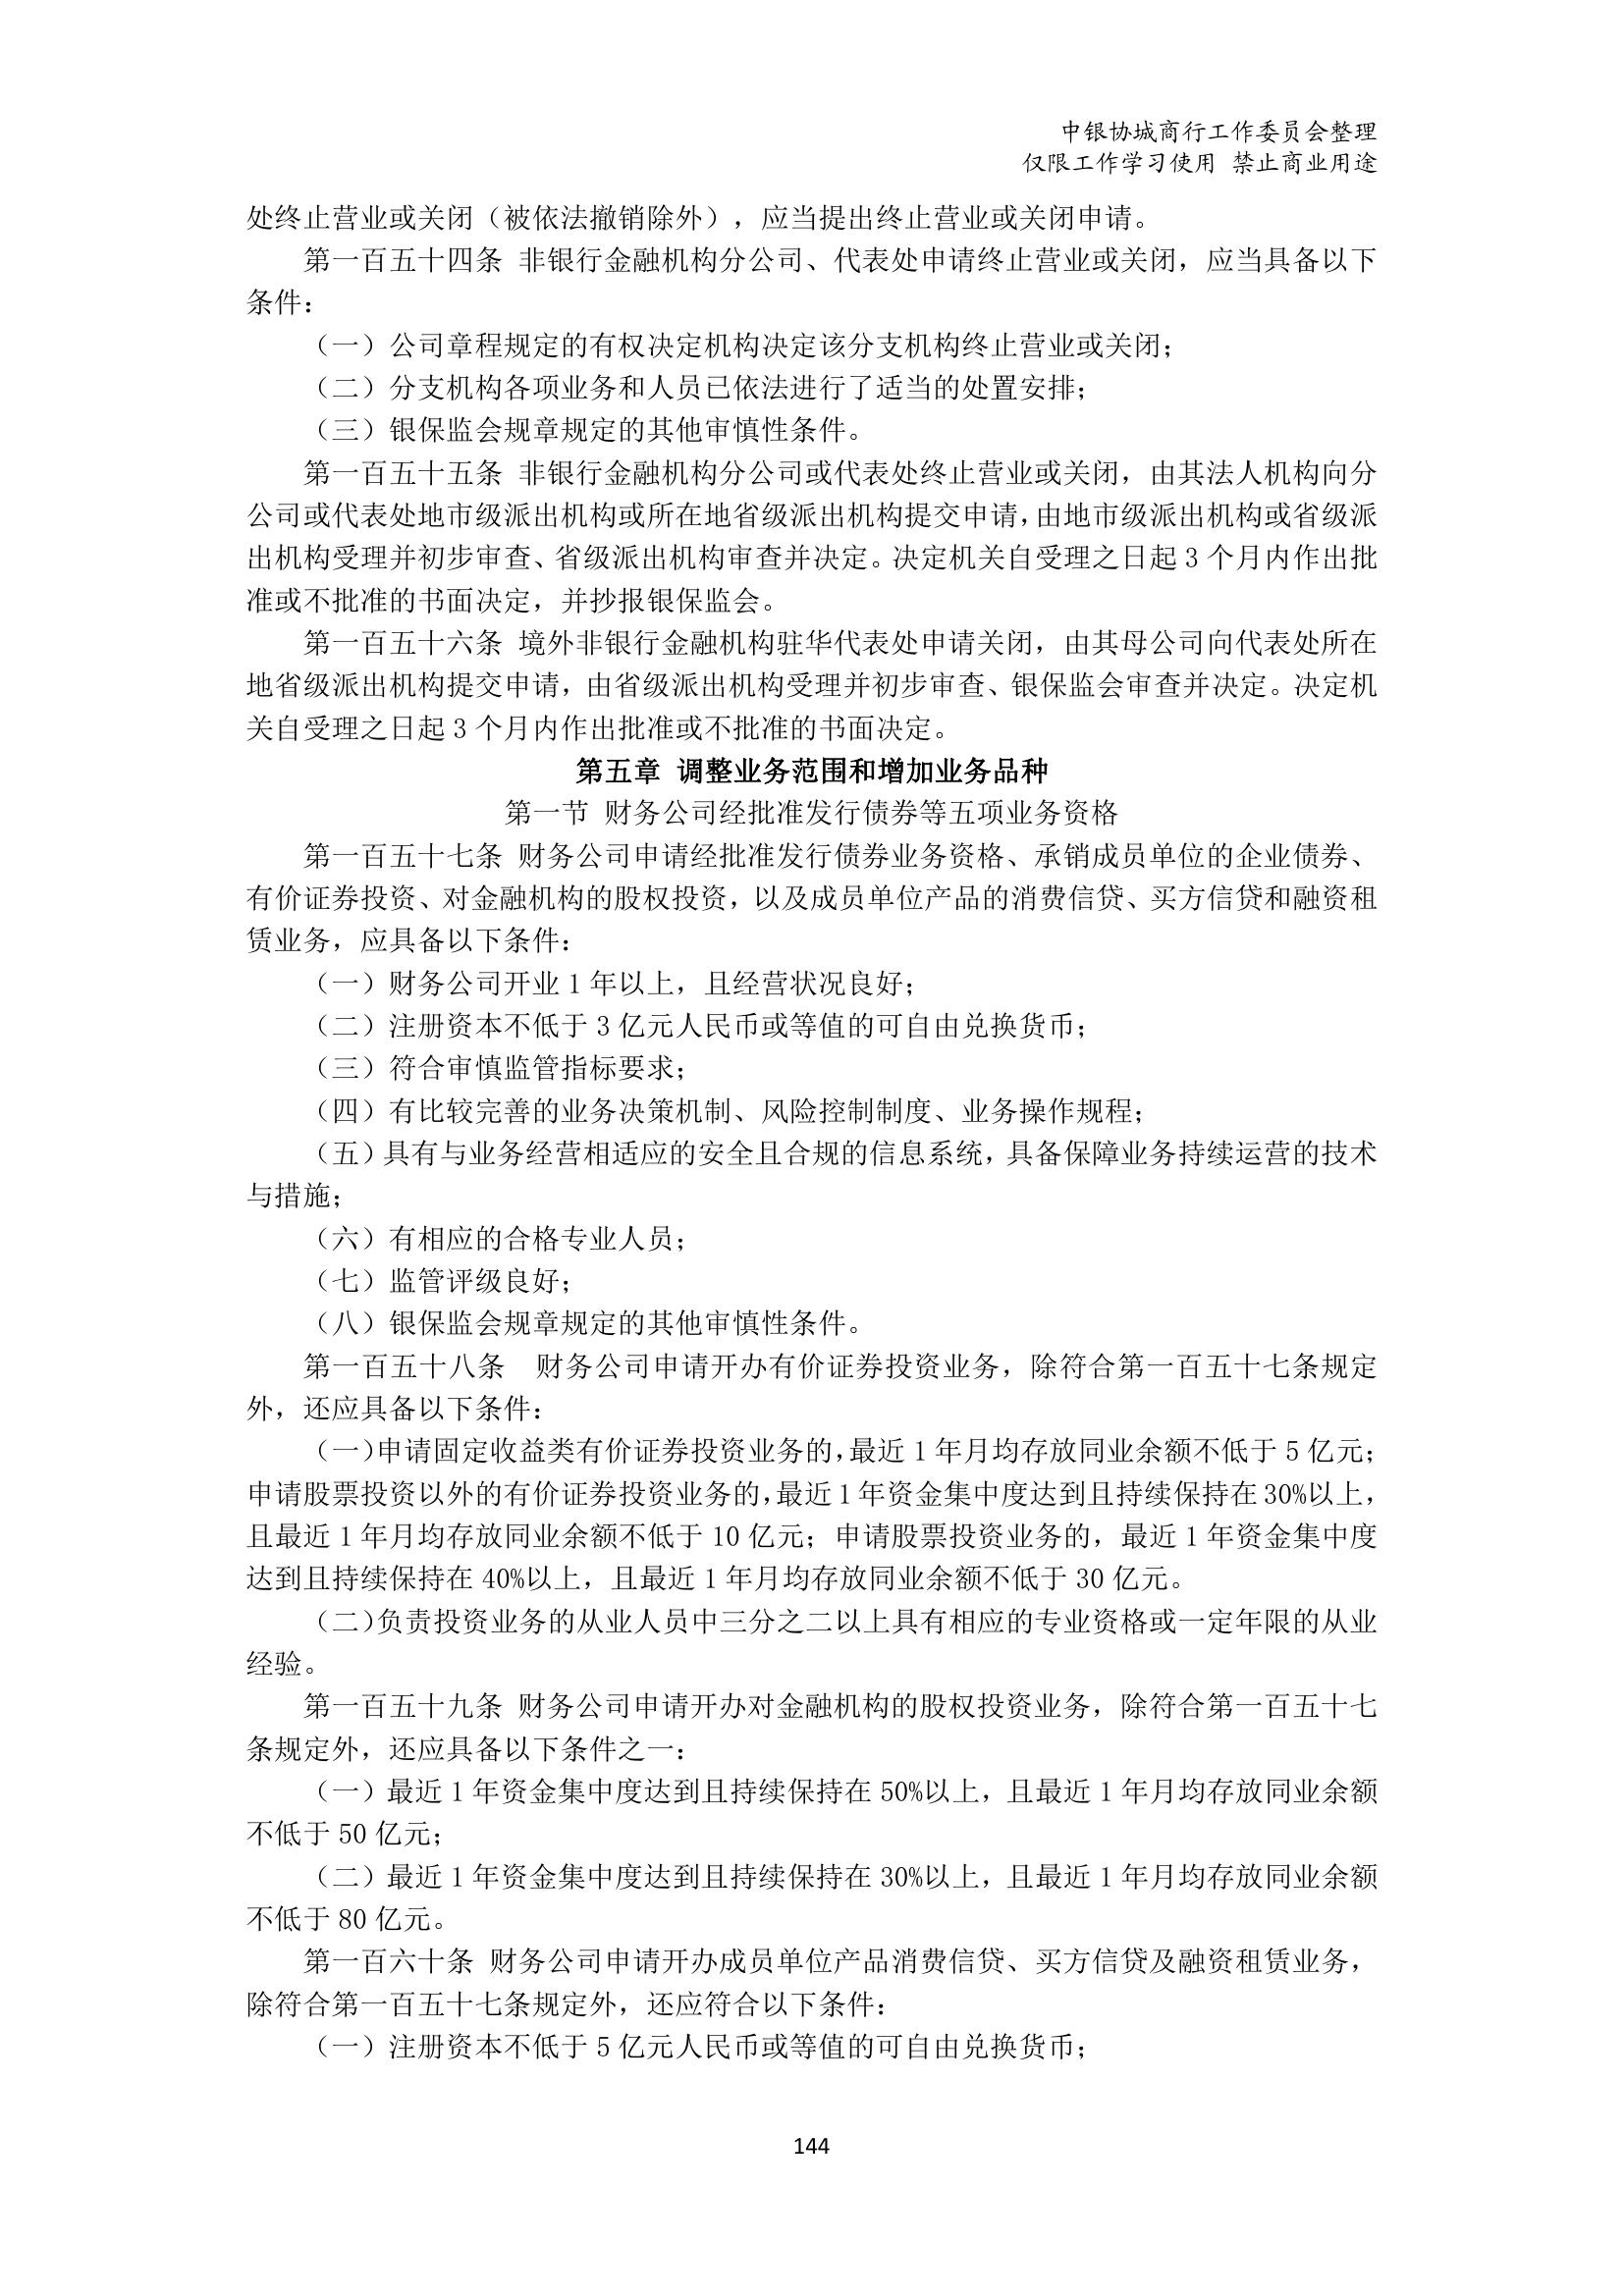 中银协城商行工作委员会整理
仅限工作学习使用 禁止商业用途
处终止营业或关闭（被依法撤销除外），应当提出终止营业或关闭申请。
第一百五十四条 非银行金融机构分公司、代表处申请终止营业或关闭，应当具备以下
条件：
（一）公司章程规定的有权决定机构决定该分支机构终止营业或关闭；
（二）分支机构各项业务和人员已依法进行了适当的处置安排；
（三）银保监会规章规定的其他审慎性条件。
第一百五十五条 非银行金融机构分公司或代表处终止营业或关闭，由其法人机构向分
公司或代表处地市级派出机构或所在地省级派出机构提交申请，由地市级派出机构或省级派
出机构受理并初步审查、省级派出机构审查并决定。决定机关自受理之日起 3 个月内作出批
准或不批准的书面决定，并抄报银保监会。
第一百五十六条 境外非银行金融机构驻华代表处申请关闭，由其母公司向代表处所在
地省级派出机构提交申请，由省级派出机构受理并初步审查、银保监会审查并决定。决定机
关自受理之日起 3 个月内作出批准或不批准的书面决定。
第五章 调整业务范围和增加业务品种
第一节 财务公司经批准发行债券等五项业务资格
第一百五十七条 财务公司申请经批准发行债券业务资格、承销成员单位的企业债券、
有价证券投资、对金融机构的股权投资，以及成员单位产品的消费信贷、买方信贷和融资租
赁业务，应具备以下条件：
（一）财务公司开业 1 年以上，且经营状况良好；
（二）注册资本不低于 3 亿元人民币或等值的可自由兑换货币；
（三）符合审慎监管指标要求；
（四）有比较完善的业务决策机制、风险控制制度、业务操作规程；
（五）具有与业务经营相适应的安全且合规的信息系统，具备保障业务持续运营的技术
与措施；
（六）有相应的合格专业人员；
（七）监管评级良好；
（八）银保监会规章规定的其他审慎性条件。
第一百五十八条　财务公司申请开办有价证券投资业务，除符合第一百五十七条规定
外，还应具备以下条件：
（一）申请固定收益类有价证券投资业务的，最近 1 年月均存放同业余额不低于 5 亿元；
申请股票投资以外的有价证券投资业务的，最近 1 年资金集中度达到且持续保持在 30%以上，
且最近 1 年月均存放同业余额不低于 10 亿元；申请股票投资业务的，最近 1 年资金集中度
达到且持续保持在 40%以上，且最近 1 年月均存放同业余额不低于 30 亿元。
（二）负责投资业务的从业人员中三分之二以上具有相应的专业资格或一定年限的从业
经验。
第一百五十九条 财务公司申请开办对金融机构的股权投资业务，除符合第一百五十七
条规定外，还应具备以下条件之一：
（一）最近 1 年资金集中度达到且持续保持在 50%以上，且最近 1 年月均存放同业余额
不低于 50 亿元；
（二）最近 1 年资金集中度达到且持续保持在 30%以上，且最近 1 年月均存放同业余额
不低于 80 亿元。
第一百六十条 财务公司申请开办成员单位产品消费信贷、买方信贷及融资租赁业务，
除符合第一百五十七条规定外，还应符合以下条件：
（一）注册资本不低于 5 亿元人民币或等值的可自由兑换货币；
144